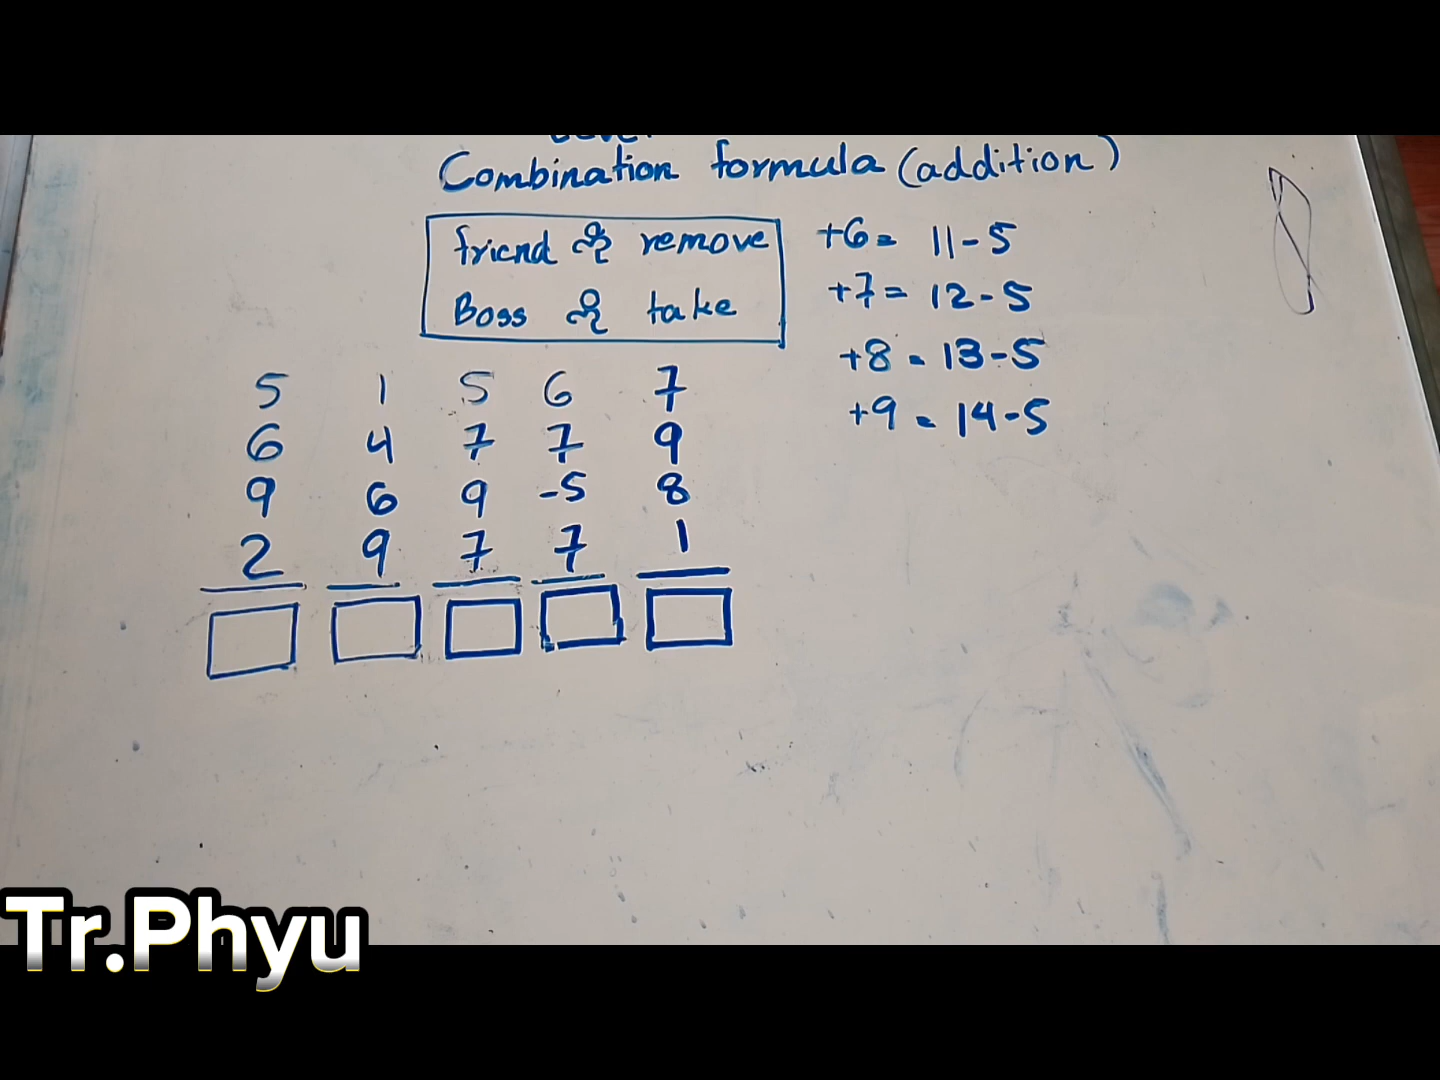 Combination formula (addition)
friend ကို remove
Boss ကို take
+6 = 11-5
+7 = 12-5
+8 = 13-5
+9 = 14-5
5 1 5 6 7
6 4 7 7 9
9 6 9 -5 8
2 9 7 7 1
Tr.Phyu